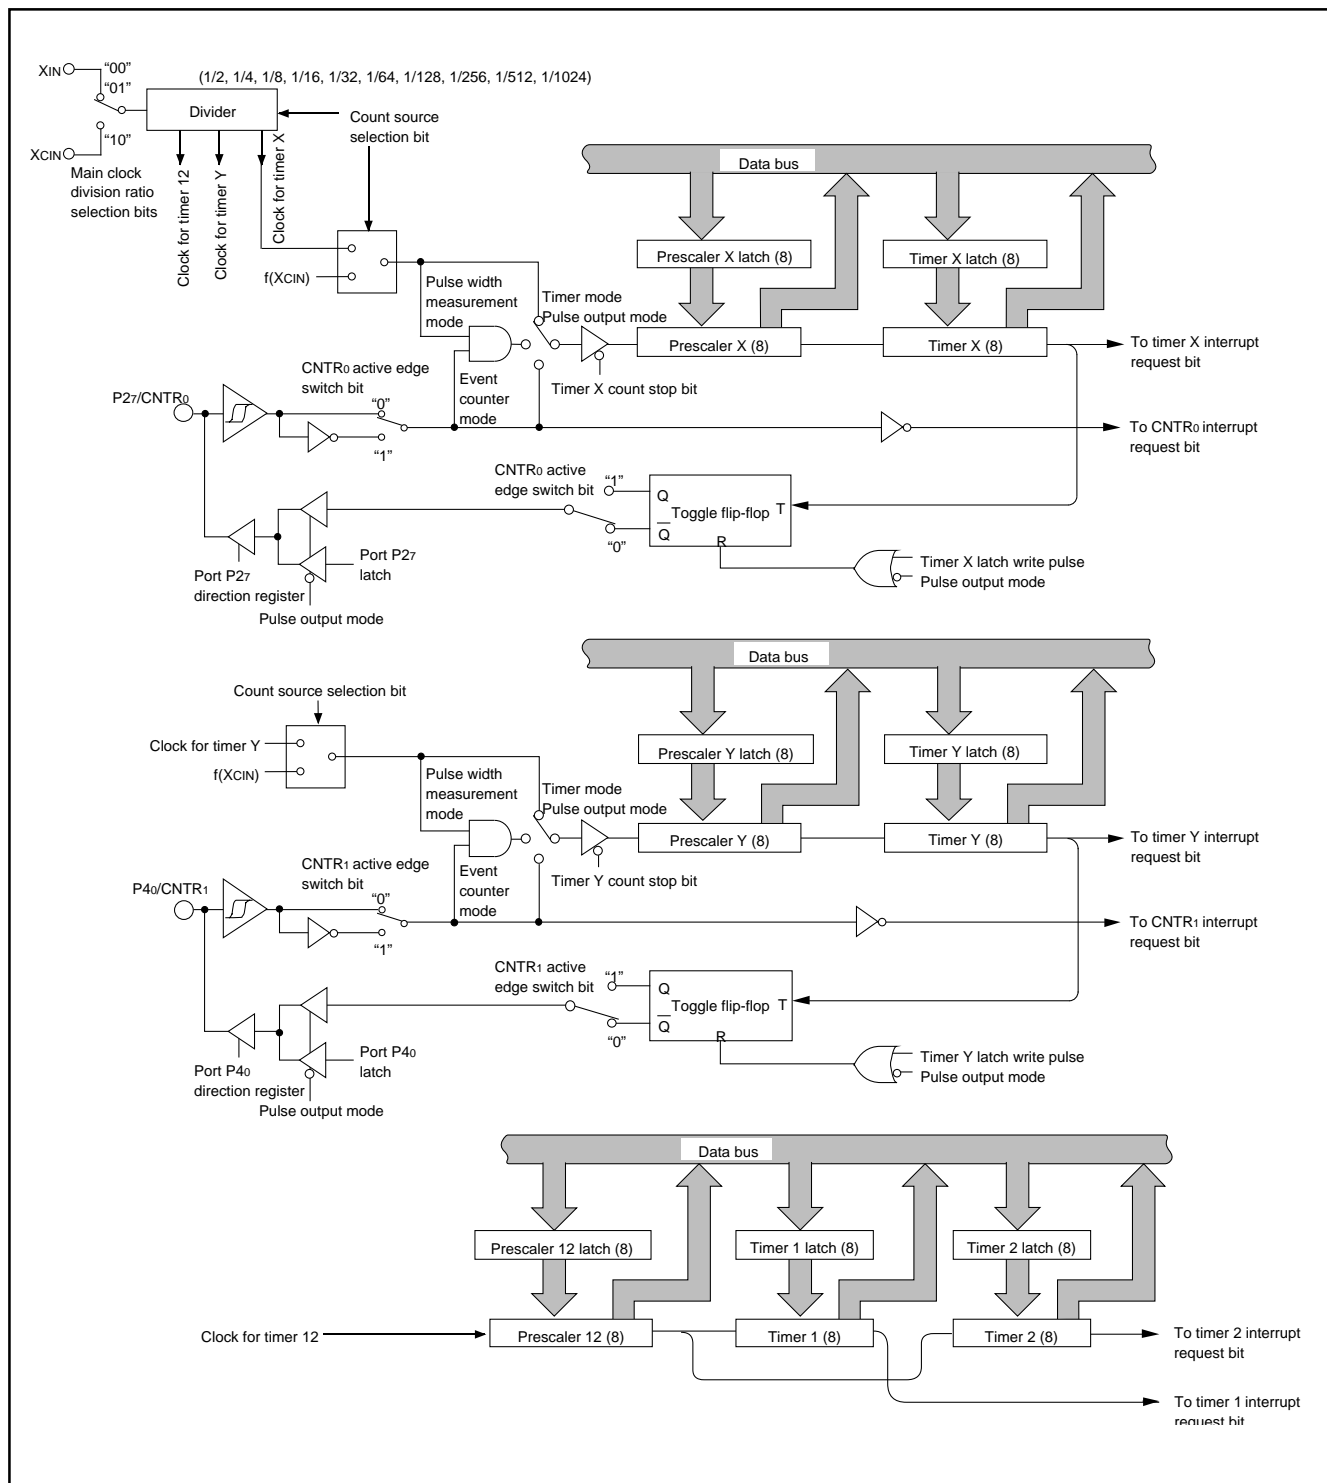 XIN
“00”
“01”
“10”
XCIN
(1/2, 1/4, 1/8, 1/16, 1/32, 1/64, 1/128, 1/256, 1/512, 1/1024)
Divider
Count source
selection bit
Main clock
division ratio
selection bits
Clock for timer 12
Clock for timer Y
Clock for timer X
f(XCIN)
Data bus
Prescaler X latch (8)
Timer X latch (8)
Pulse width
measurement
mode
Timer mode
Pulse output mode
Prescaler X (8)
Timer X (8)
To timer X interrupt
request bit
CNTR0 active edge
switch bit
Event
counter
mode
Timer X count stop bit
P27/CNTR0
“0”
“1”
To CNTR0 interrupt
request bit
CNTR0 active
edge switch bit
“1”
“0”
Q
Toggle flip-flop
T
Q
R
Port P27
latch
Port P27
direction register
Pulse output mode
Timer X latch write pulse
Pulse output mode
Data bus
Count source selection bit
Clock for timer Y
f(XCIN)
Prescaler Y latch (8)
Timer Y latch (8)
Pulse width
measurement
mode
Timer mode
Pulse output mode
Prescaler Y (8)
Timer Y (8)
To timer Y interrupt
request bit
CNTR1 active edge
switch bit
Event
counter
mode
Timer Y count stop bit
P40/CNTR1
“0”
“1”
To CNTR1 interrupt
request bit
CNTR1 active
edge switch bit
“1”
“0”
Q
Toggle flip-flop
T
Q
R
Port P40
latch
Port P40
direction register
Pulse output mode
Timer Y latch write pulse
Pulse output mode
Data bus
Prescaler 12 latch (8)
Timer 1 latch (8)
Timer 2 latch (8)
Clock for timer 12
Prescaler 12 (8)
Timer 1 (8)
Timer 2 (8)
To timer 2 interrupt
request bit
To timer 1 interrupt
request bit